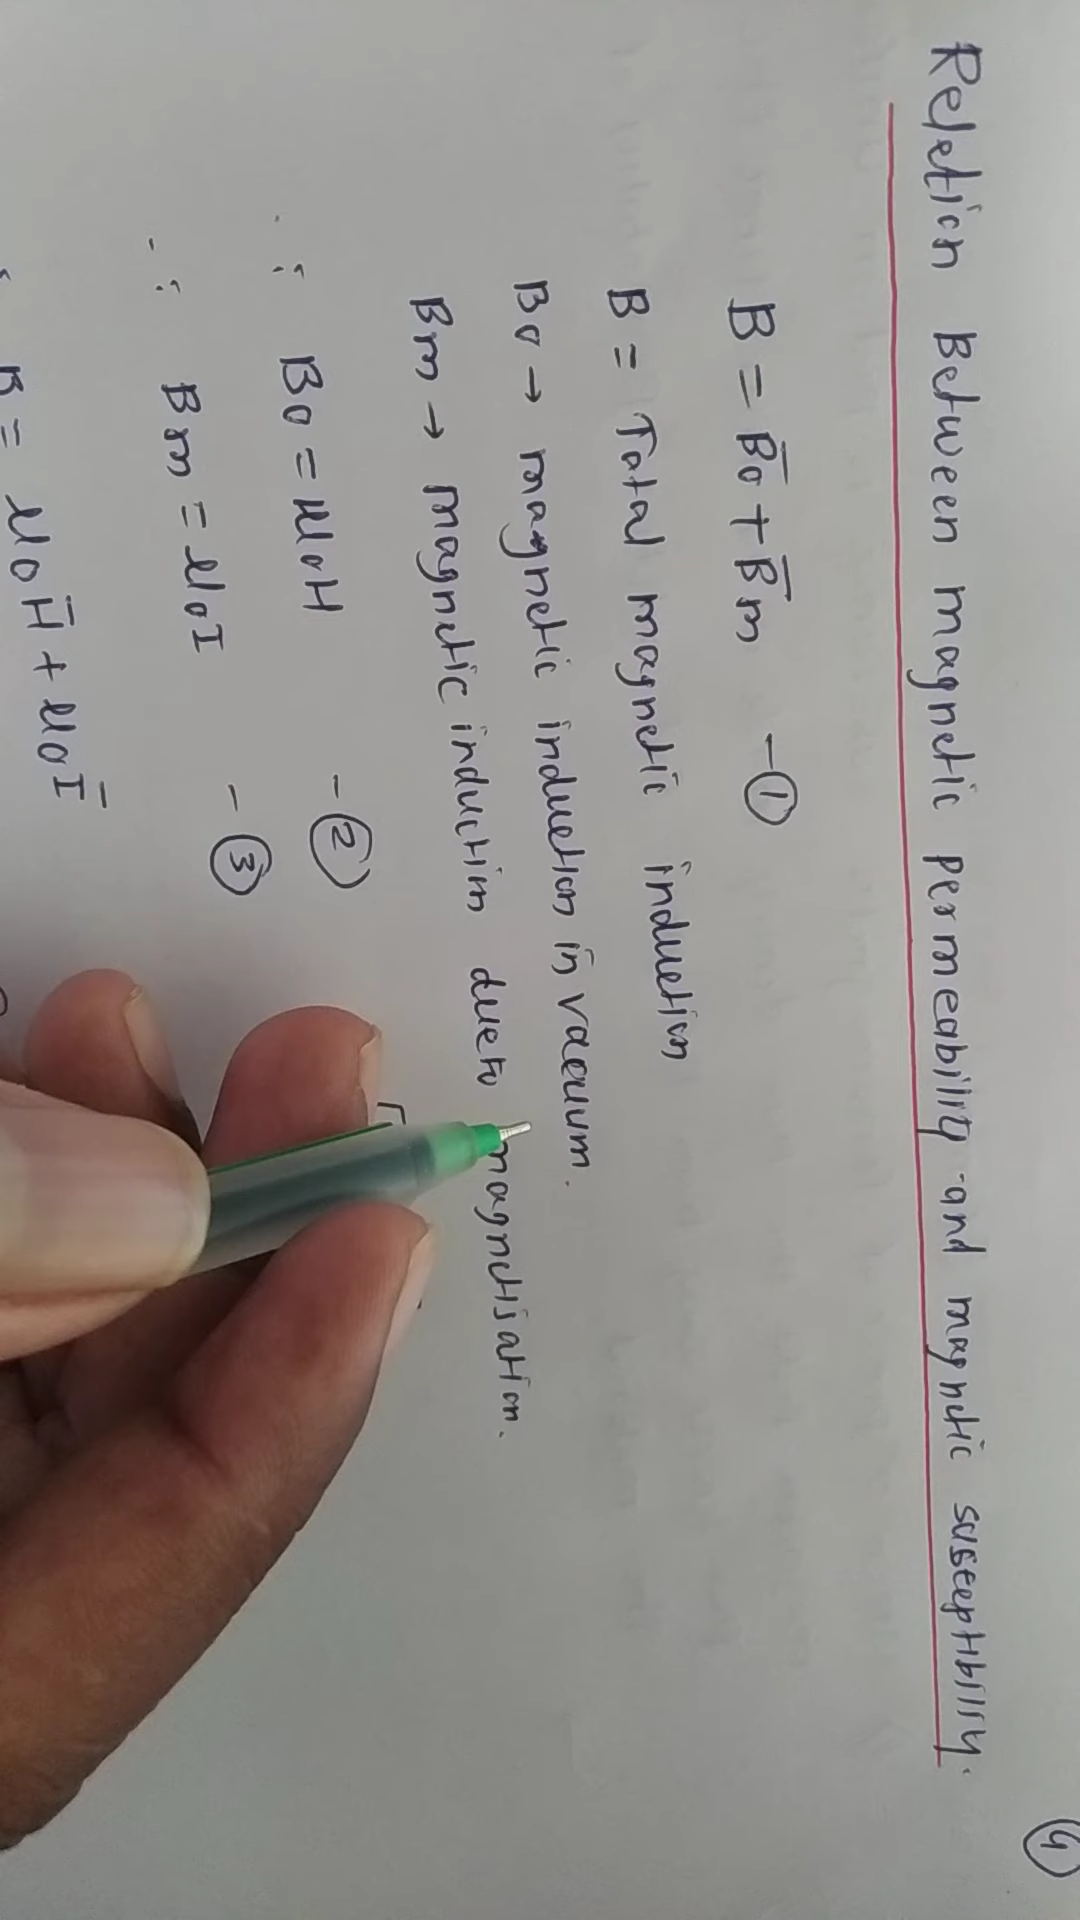 ④
Reletion Between magnetic permeability and magnetic susceptibility.
B = B̄o + B̄m -①
B = Total magnetic induction
Bo → magnetic induction in vacuum.
Bm → magnetic induction due to magnetisation.
∵ Bo = μoH -②
∵ Bm = μoI -③
B = μoH̄ + μoĪ